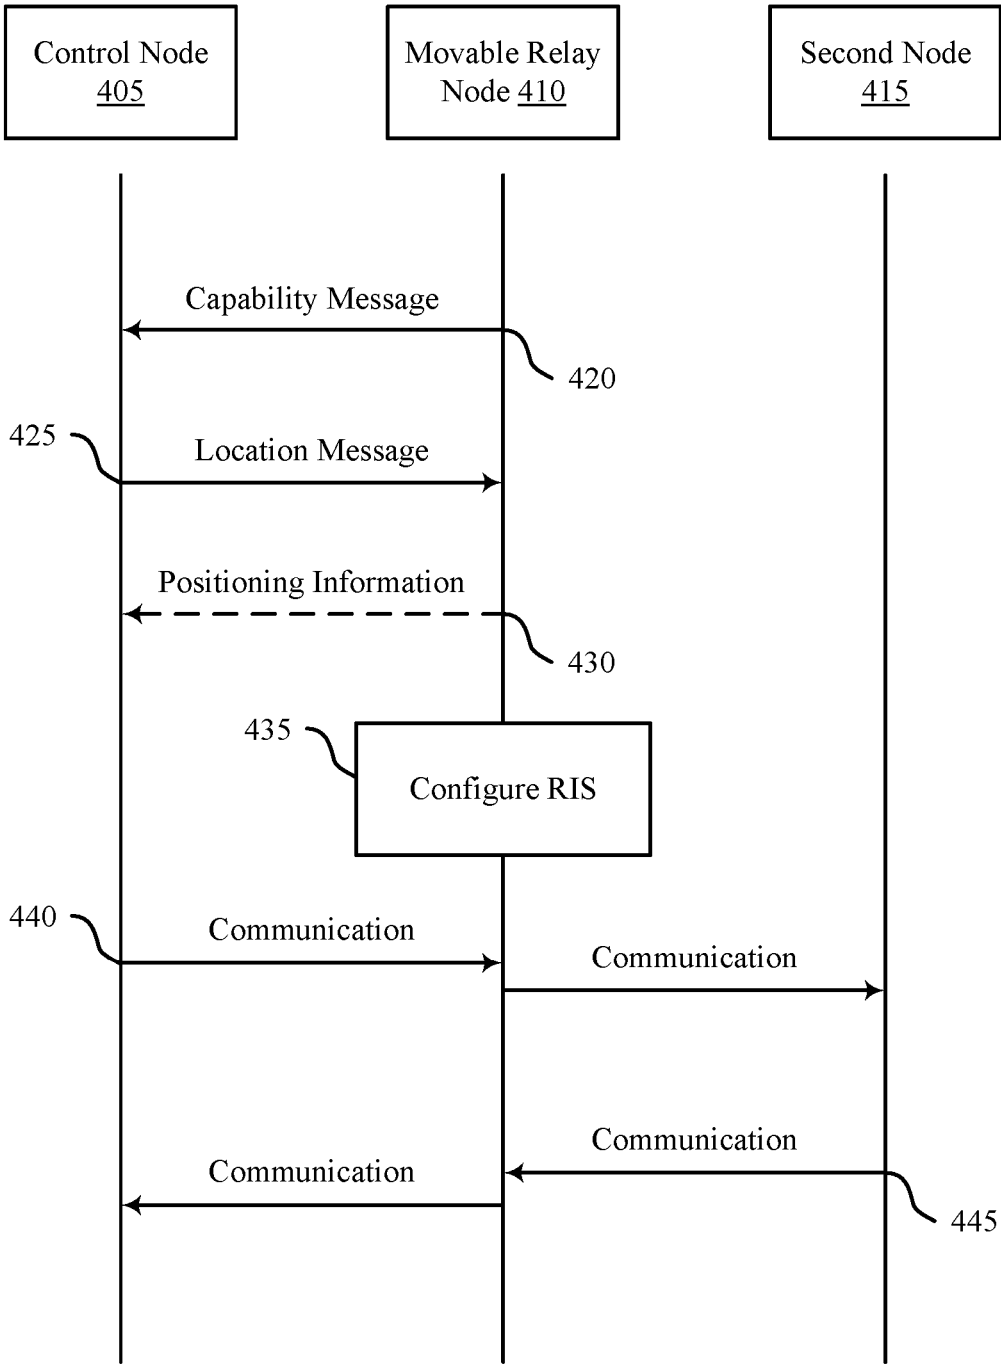 Control Node
405
Movable Relay
Node 410
Second Node
415
Capability Message
420
425
Location Message
Positioning Information
430
435
Configure RIS
440
Communication
Communication
Communication
Communication
445